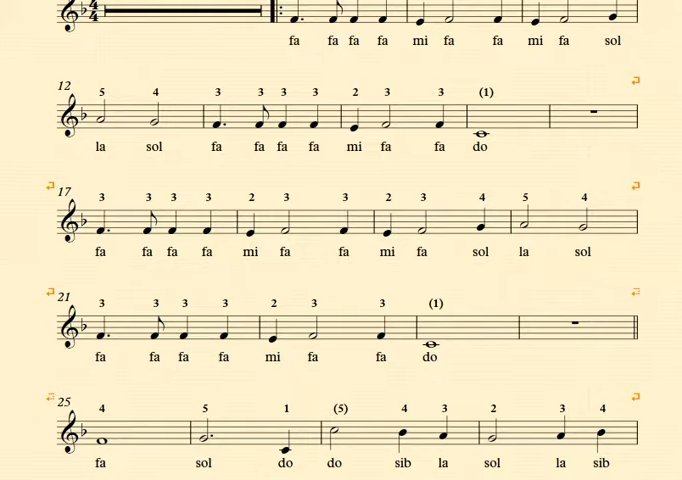 4
4
fa fa fa fa mi fa fa mi fa sol
12
5 4 3 3 3 3 2 3 3 (1)
la sol fa fa fa fa mi fa fa do
17
3 3 3 3 2 3 3 2 3 4 5 4
fa fa fa fa mi fa fa mi fa sol la sol
21
3 3 3 3 2 3 3 (1)
fa fa fa fa mi fa fa do
25
4 5 1 (5) 4 3 2 3 4
fa sol do do sib la sol la sib